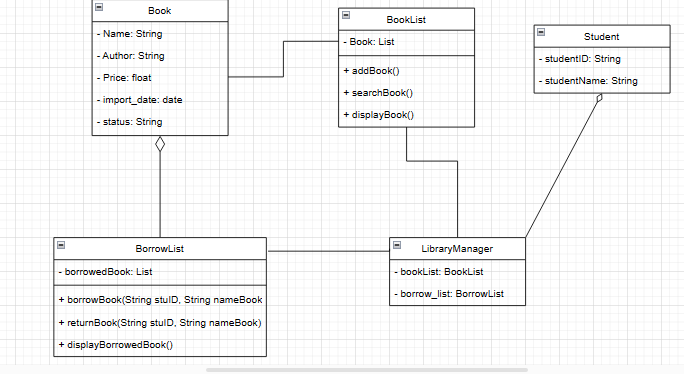 Book
- Name: String
- Author: String
- Price: float
- import_date: date
- status: String
BookList
- Book: List
+ addBook()
+ searchBook()
+ displayBook()
Student
- studentID: String
- studentName: String
BorrowList
- borrowedBook: List
+ borrowBook(String stuID, String nameBook
+ returnBook(String stuID, String nameBook)
+ displayBorrowedBook()
LibraryManager
- bookList: BookList
- borrow_list: BorrowList